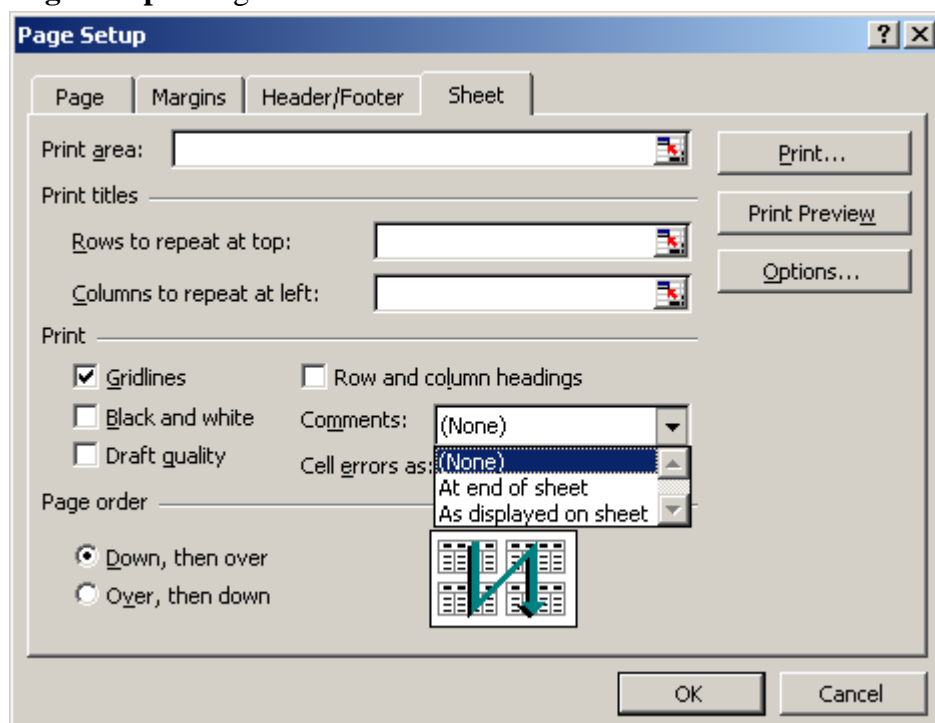 Page Setup
Page Margins Header/Footer Sheet
Print area:
Print...
Print titles
Print Preview
Rows to repeat at top:
Options...
Columns to repeat at left:
Print
Gridlines Row and column headings
Black and white Comments: (None)
Draft quality Cell errors as: (None)
At end of sheet
Page order
As displayed on sheet
Down, then over
Over, then down
OK Cancel